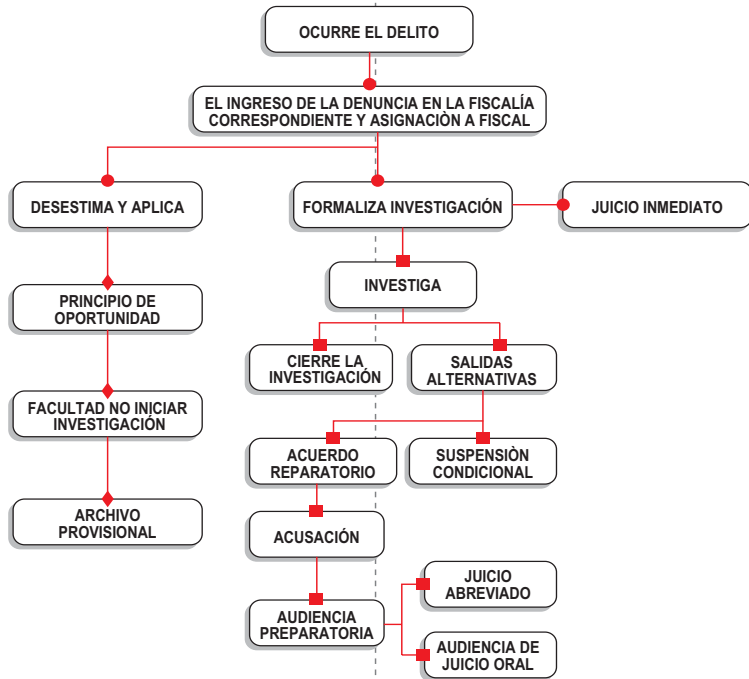 OCURRE EL DELITO
EL INGRESO DE LA DENUNCIA EN LA FISCALÍA
CORRESPONDIENTE Y ASIGNACIÒN A FISCAL
DESESTIMA Y APLICA
FORMALIZA INVESTIGACIÓN
JUICIO INMEDIATO
INVESTIGA
PRINCIPIO DE
OPORTUNIDAD
CIERRE LA
INVESTIGACIÓN
SALIDAS
ALTERNATIVAS
FACULTAD NO INICIAR
INVESTIGACIÓN
ACUERDO
REPARATORIO
SUSPENSIÒN
CONDICIONAL
ARCHIVO
PROVISIONAL
ACUSACIÓN
JUICIO
ABREVIADO
AUDIENCIA
PREPARATORIA
AUDIENCIA DE
JUICIO ORAL